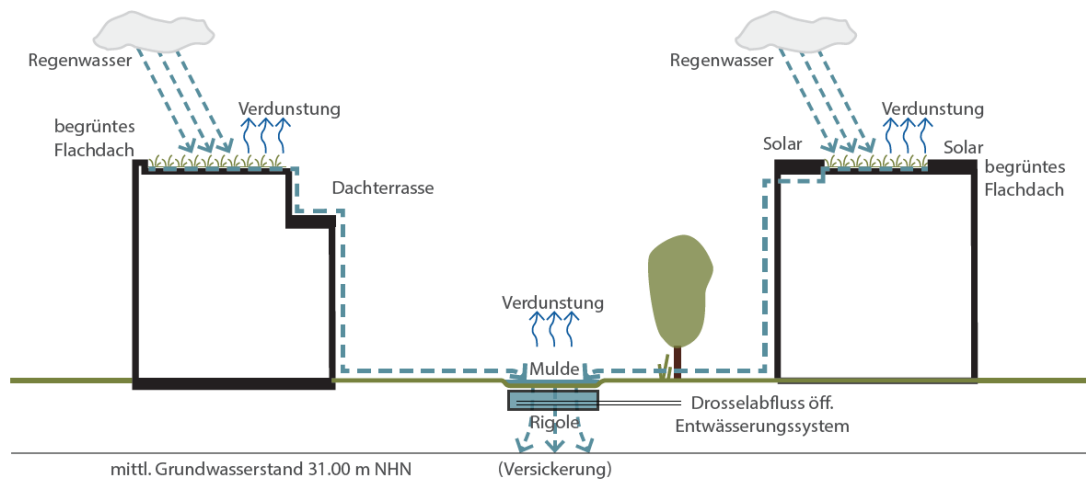 Regenwasser
Verdunstung
begrüntes
Flachdach
Dachterrasse
Regenwasser
Verdunstung
Solar
Solar
begrüntes
Flachdach
Verdunstung
Mulde
Rigole
Drosselabfluss öff.
Entwässerungssystem
mittl. Grundwasserstand 31.00 m NHN
(Versickerung)